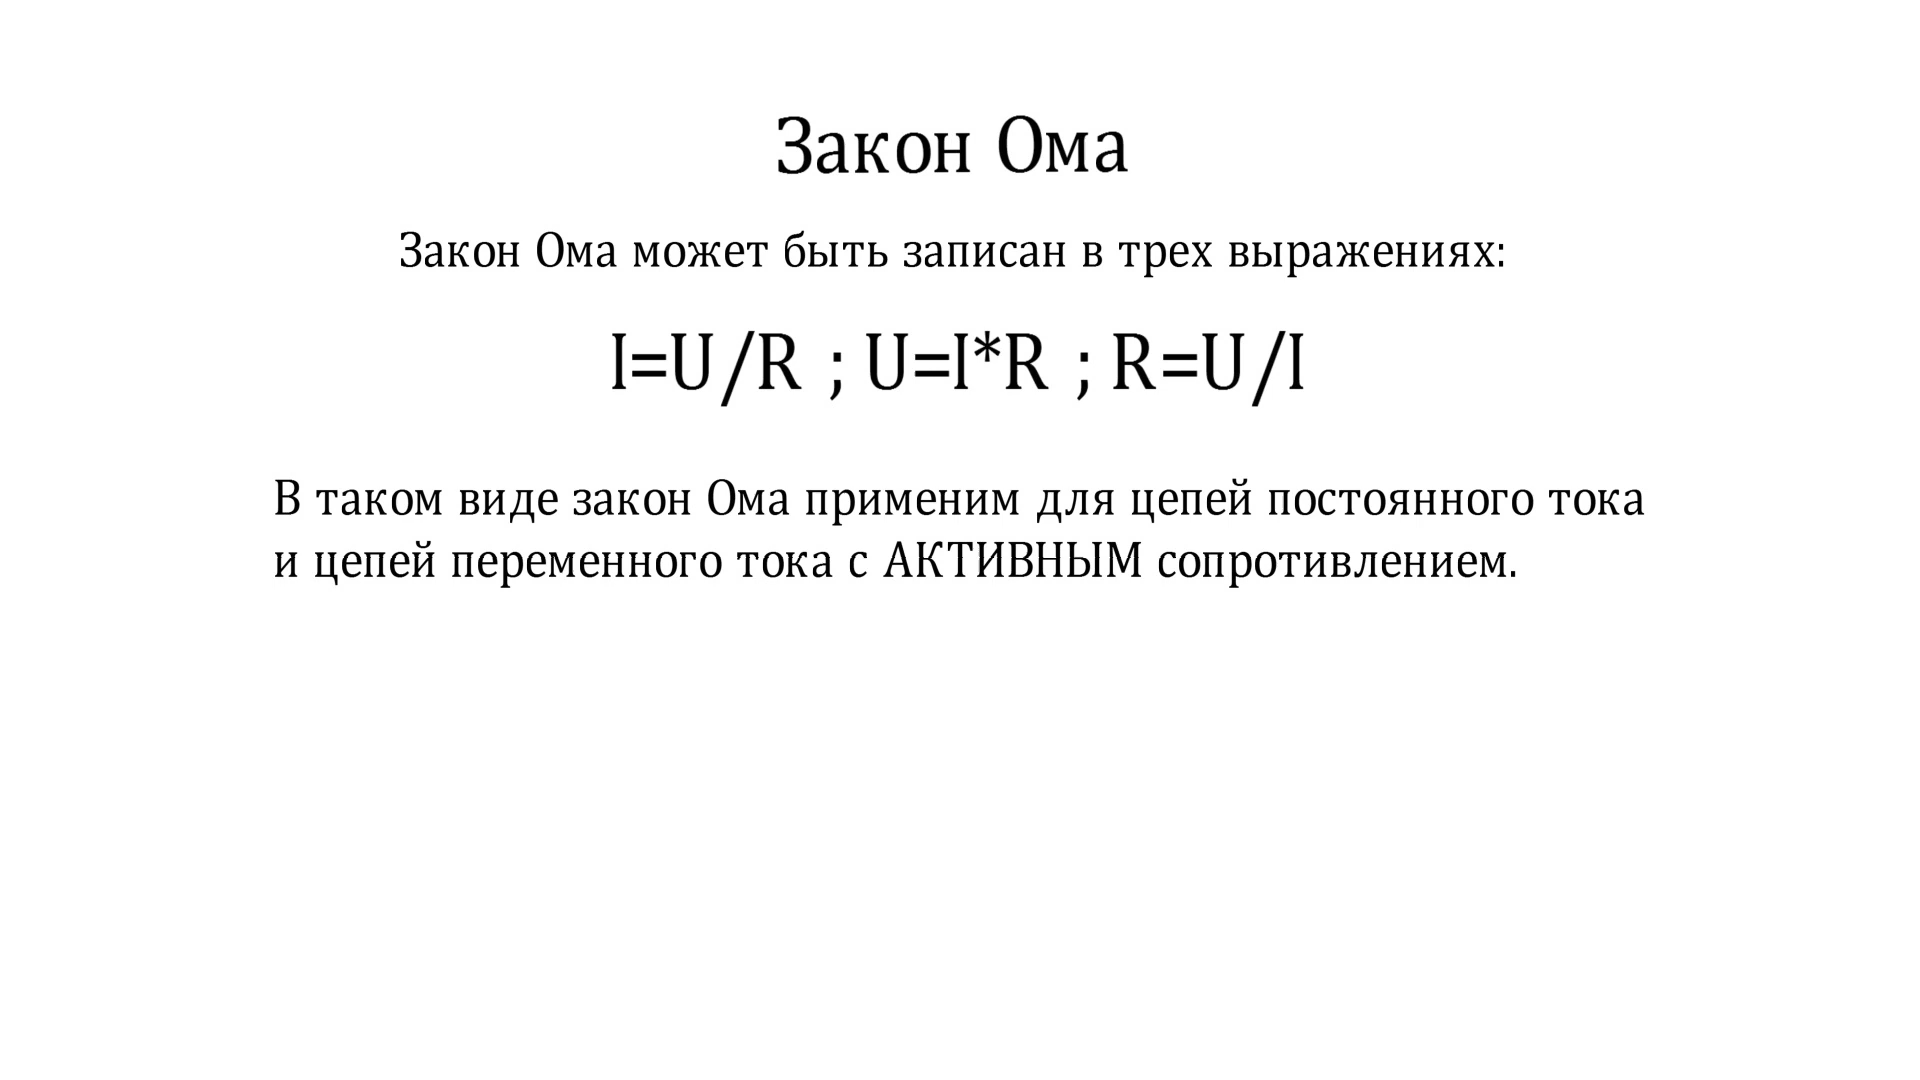 Закон Ома
Закон Ома может быть записан в трех выражениях:
I=U/R ; U=I*R ; R=U/I
В таком виде закон Ома применим для цепей постоянного тока
и цепей переменного тока с АКТИВНЫМ сопротивлением.